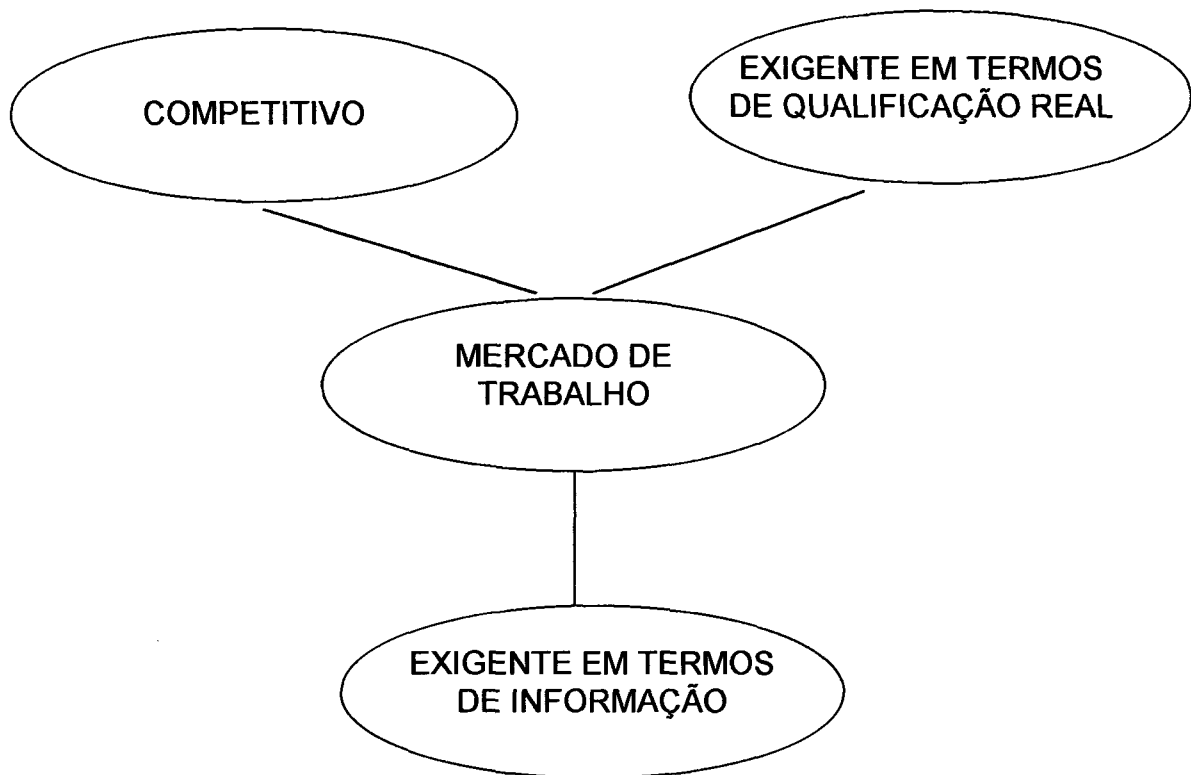 COMPETITIVO
EXIGENTE EM TERMOS
DE QUALIFICAÇÃO REAL
MERCADO DE
TRABALHO
EXIGENTE EM TERMOS
DE INFORMAÇÃO